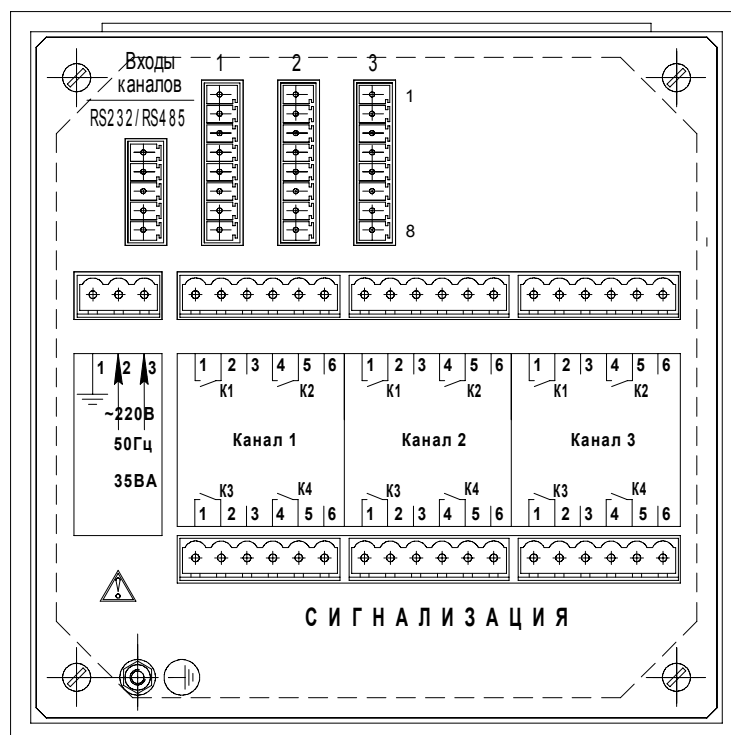 Входы 1 2 3
каналов
RS232/RS485
1
8
1 2 3
~220В
50Гц
35ВА
1 2 3 4 5 6
К1 К2
Канал 1
К3 К4
1 2 3 4 5 6
1 2 3 4 5 6
К1 К2
Канал 2
К3 К4
1 2 3 4 5 6
1 2 3 4 5 6
К1 К2
Канал 3
К3 К4
1 2 3 4 5 6
СИГНАЛИЗАЦИЯ